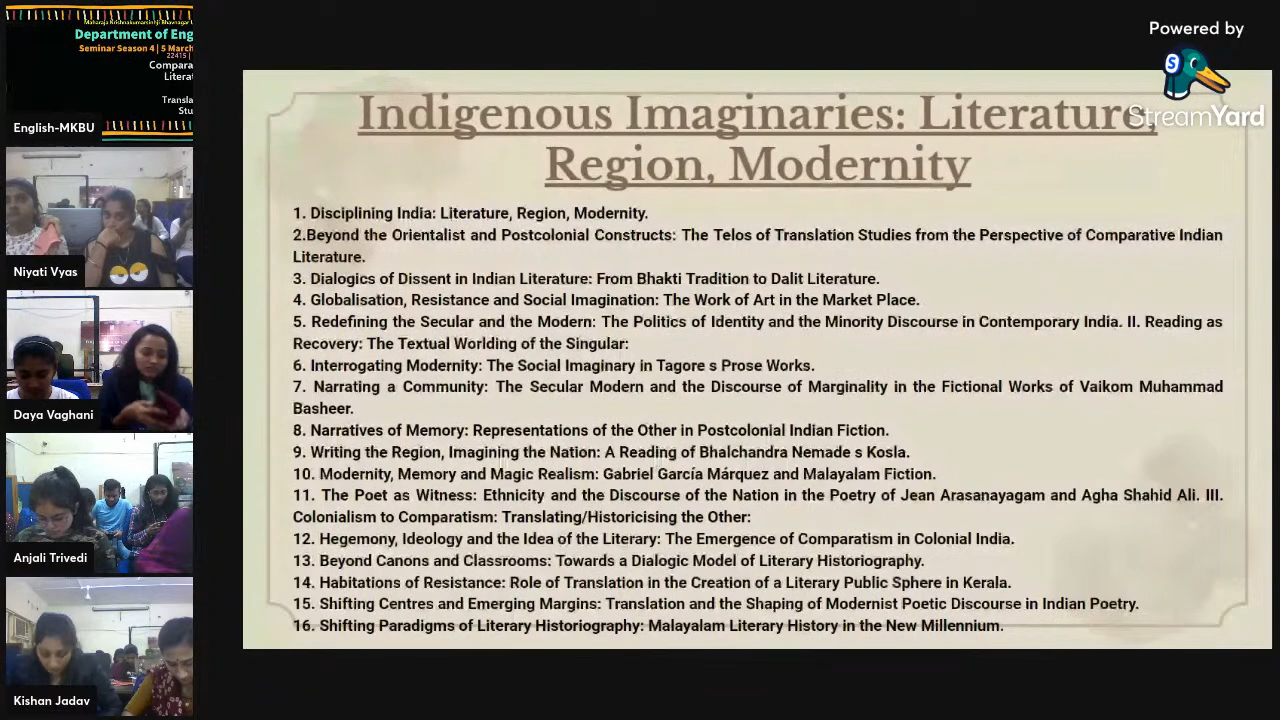 Maharaja Krishnakumarsinhji Bhavnagar
Department of Eng
Seminar Season 4 | 5 March
22415 |
Compara
Literat
Transla
Stu
English-MKBU
Niyati Vyas
Daya Vaghani
Anjali Trivedi
Kishan Jadav
Powered by
S
StreamYard
Indigenous Imaginaries: Literature,
Region, Modernity
1. Disciplining India: Literature, Region, Modernity.
2.Beyond the Orientalist and Postcolonial Constructs: The Telos of Translation Studies from the Perspective of Comparative Indian
Literature.
3. Dialogics of Dissent in Indian Literature: From Bhakti Tradition to Dalit Literature.
4. Globalisation, Resistance and Social Imagination: The Work of Art in the Market Place.
5. Redefining the Secular and the Modern: The Politics of Identity and the Minority Discourse in Contemporary India. II. Reading as
Recovery: The Textual Worlding of the Singular:
6. Interrogating Modernity: The Social Imaginary in Tagore s Prose Works.
7. Narrating a Community: The Secular Modern and the Discourse of Marginality in the Fictional Works of Vaikom Muhammad
Basheer.
8. Narratives of Memory: Representations of the Other in Postcolonial Indian Fiction.
9. Writing the Region, Imagining the Nation: A Reading of Bhalchandra Nemade s Kosla.
10. Modernity, Memory and Magic Realism: Gabriel García Márquez and Malayalam Fiction.
11. The Poet as Witness: Ethnicity and the Discourse of the Nation in the Poetry of Jean Arasanayagam and Agha Shahid Ali. III.
Colonialism to Comparatism: Translating/Historicising the Other:
12. Hegemony, Ideology and the Idea of the Literary: The Emergence of Comparatism in Colonial India.
13. Beyond Canons and Classrooms: Towards a Dialogic Model of Literary Historiography.
14. Habitations of Resistance: Role of Translation in the Creation of a Literary Public Sphere in Kerala.
15. Shifting Centres and Emerging Margins: Translation and the Shaping of Modernist Poetic Discourse in Indian Poetry.
16. Shifting Paradigms of Literary Historiography: Malayalam Literary History in the New Millennium.